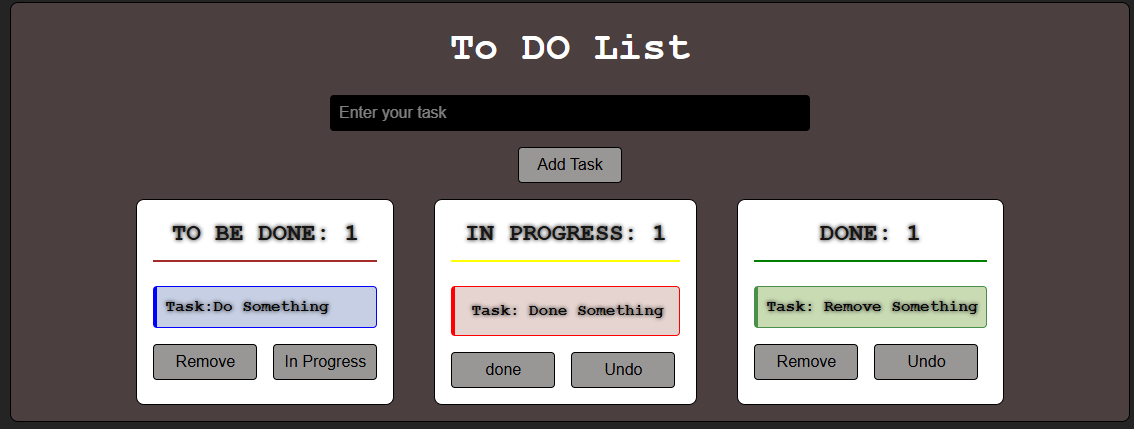 To DO List
Enter your task
Add Task
TO BE DONE: 1
Task:Do Something
Remove
In Progress
IN PROGRESS: 1
Task: Done Something
done
Undo
DONE: 1
Task: Remove Something
Remove
Undo